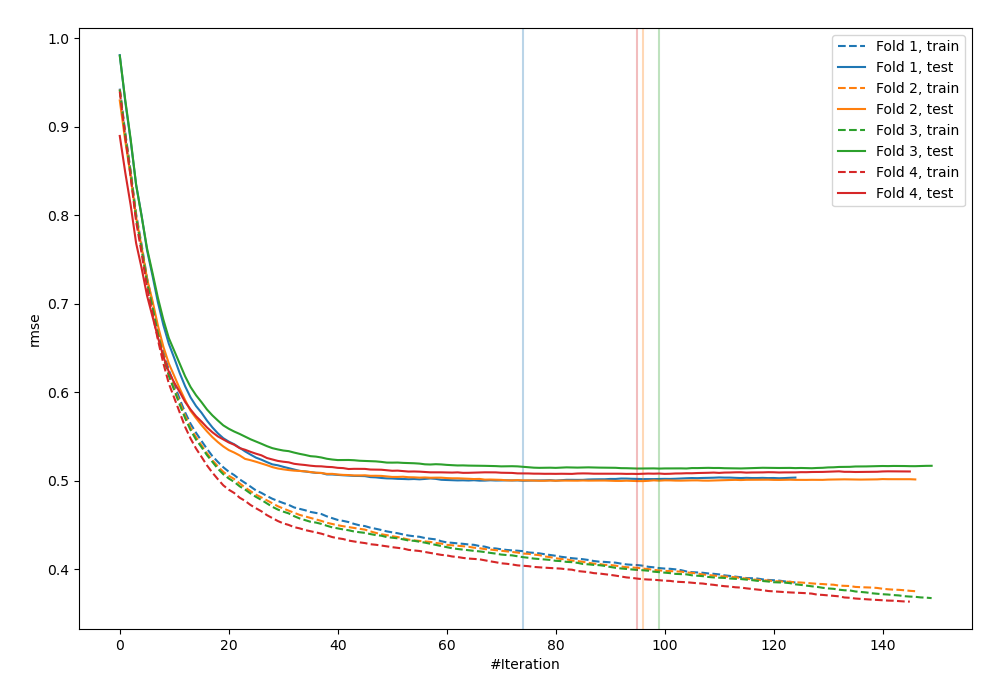 1.0
0.9
0.8
0.7
0.6
0.5
0.4
rmse
0
20
40
60
80
100
120
140
#Iteration
Fold 1, train
Fold 1, test
Fold 2, train
Fold 2, test
Fold 3, train
Fold 3, test
Fold 4, train
Fold 4, test